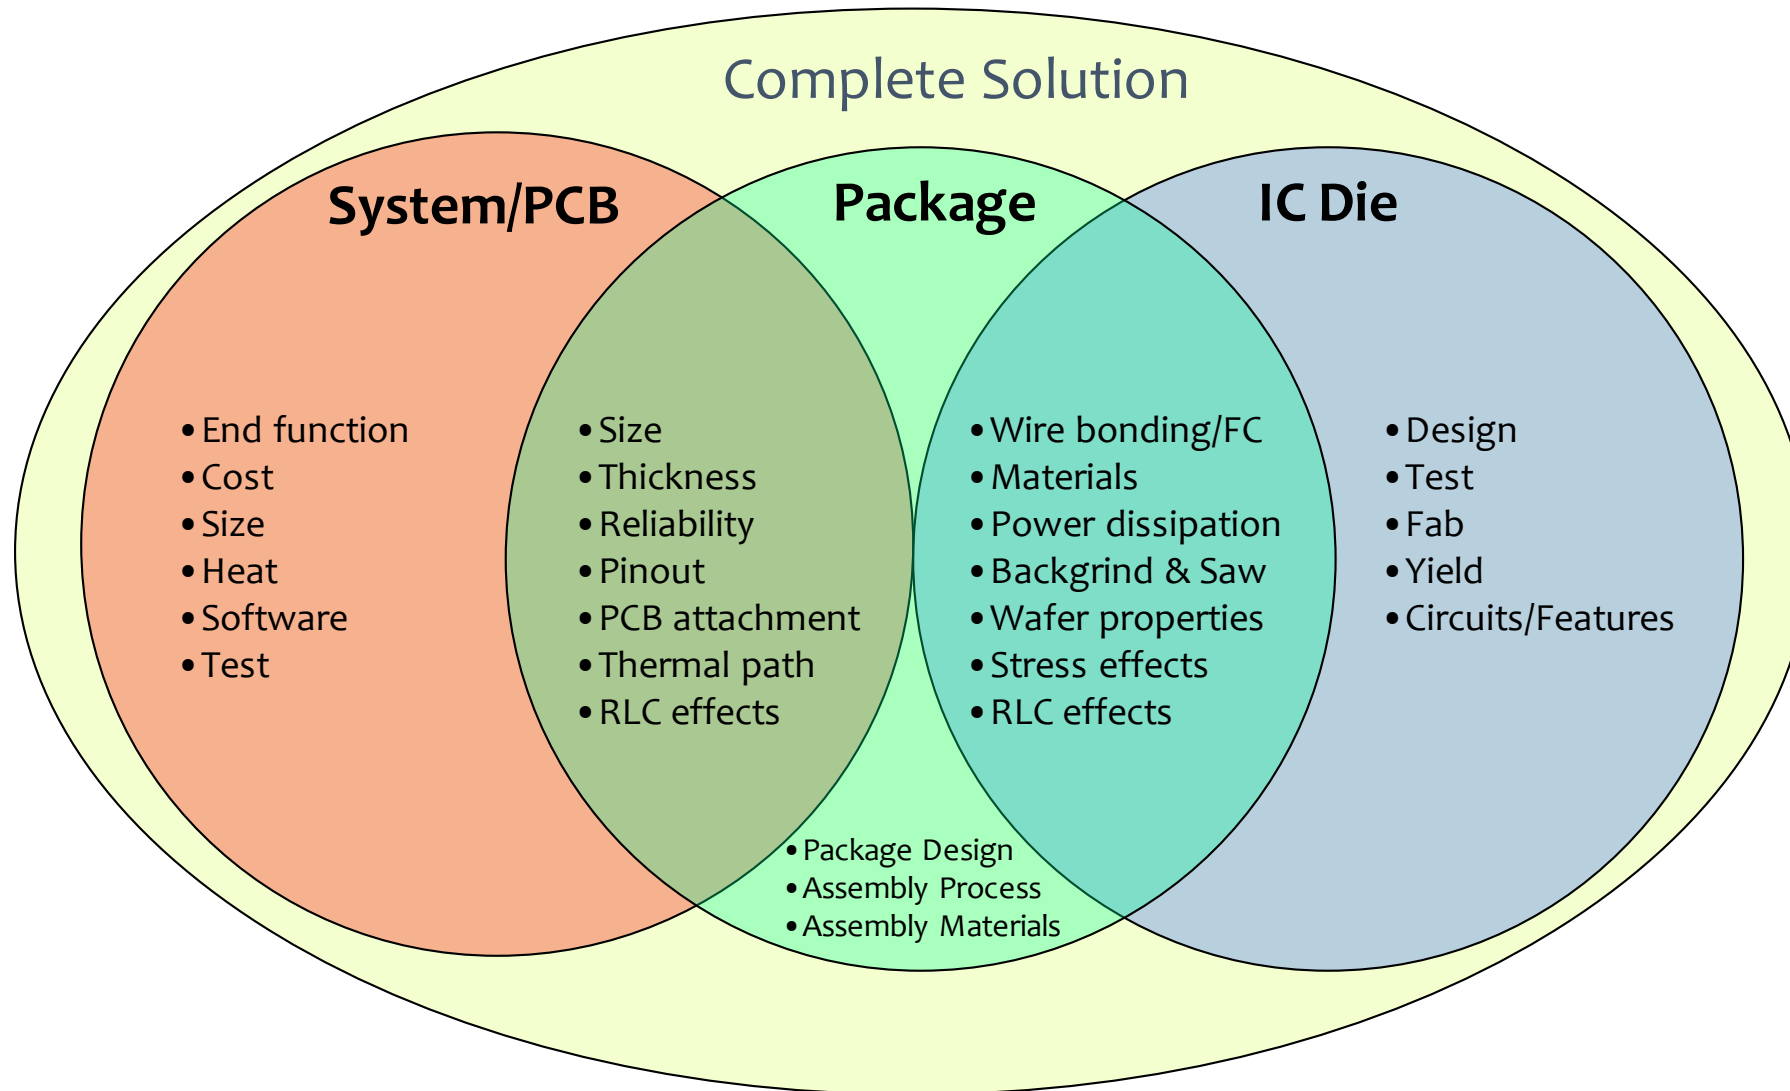 Complete Solution
System/PCB
•End function
•Cost
•Size
•Heat
•Software
•Test
•Size
•Thickness
•Reliability
•Pinout
•PCB attachment
•Thermal path
•RLC effects
Package
•Package Design
•Assembly Process
•Assembly Materials
•Wire bonding/FC
•Materials
•Power dissipation
•Backgrind & Saw
•Wafer properties
•Stress effects
•RLC effects
IC Die
•Design
•Test
•Fab
•Yield
•Circuits/Features